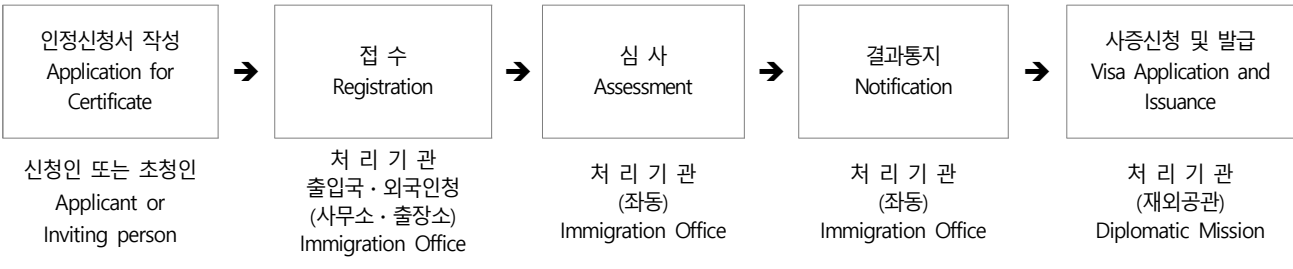 인정신청서 작성
Application for
Certificate
➔
접 수
Registration
➔
심 사
Assessment
➔
결과통지
Notification
➔
사증신청 및 발급
Visa Application and
Issuance
신청인 또는 초청인
Applicant or
Inviting person
처 리 기 관
출입국ㆍ외국인청
(사무소ㆍ출장소)
Immigration Office
처 리 기 관
(좌동)
Immigration Office
처 리 기 관
(좌동)
Immigration Office
처 리 기 관
(재외공관)
Diplomatic Mission